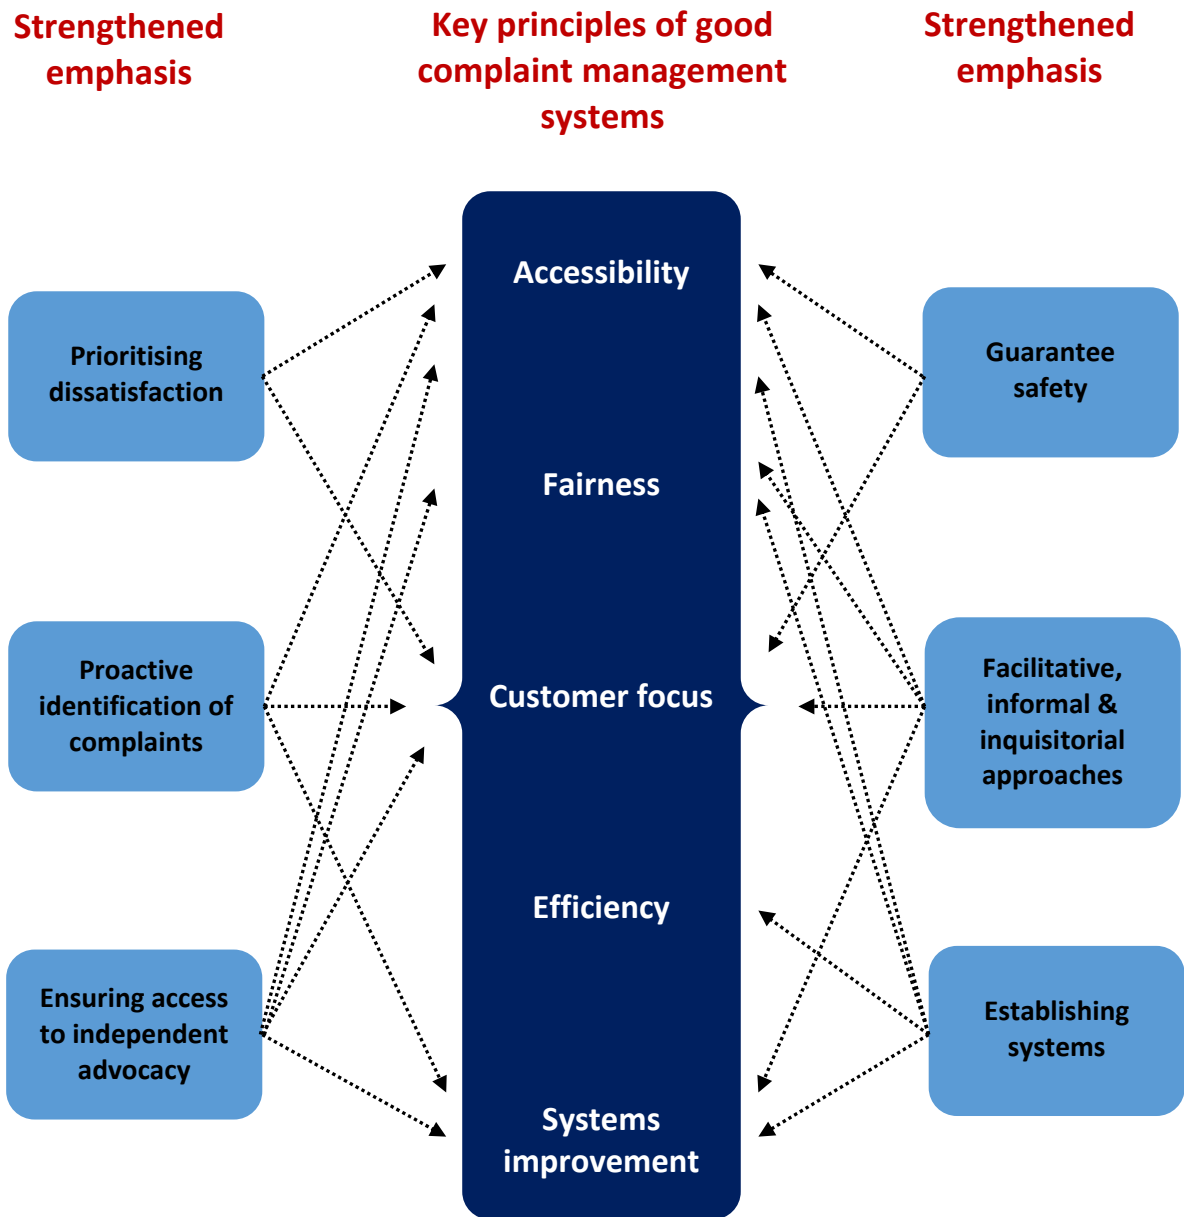 Strengthened
emphasis
Key principles of good
complaint management
systems
Strengthened
emphasis
Prioritising
dissatisfaction
Proactive
identification of
complaints
Ensuring access
to independent
advocacy
Accessibility
Fairness
Customer focus
Efficiency
Systems
improvement
Guarantee
safety
Facilitative,
informal &
inquisitorial
approaches
Establishing
systems